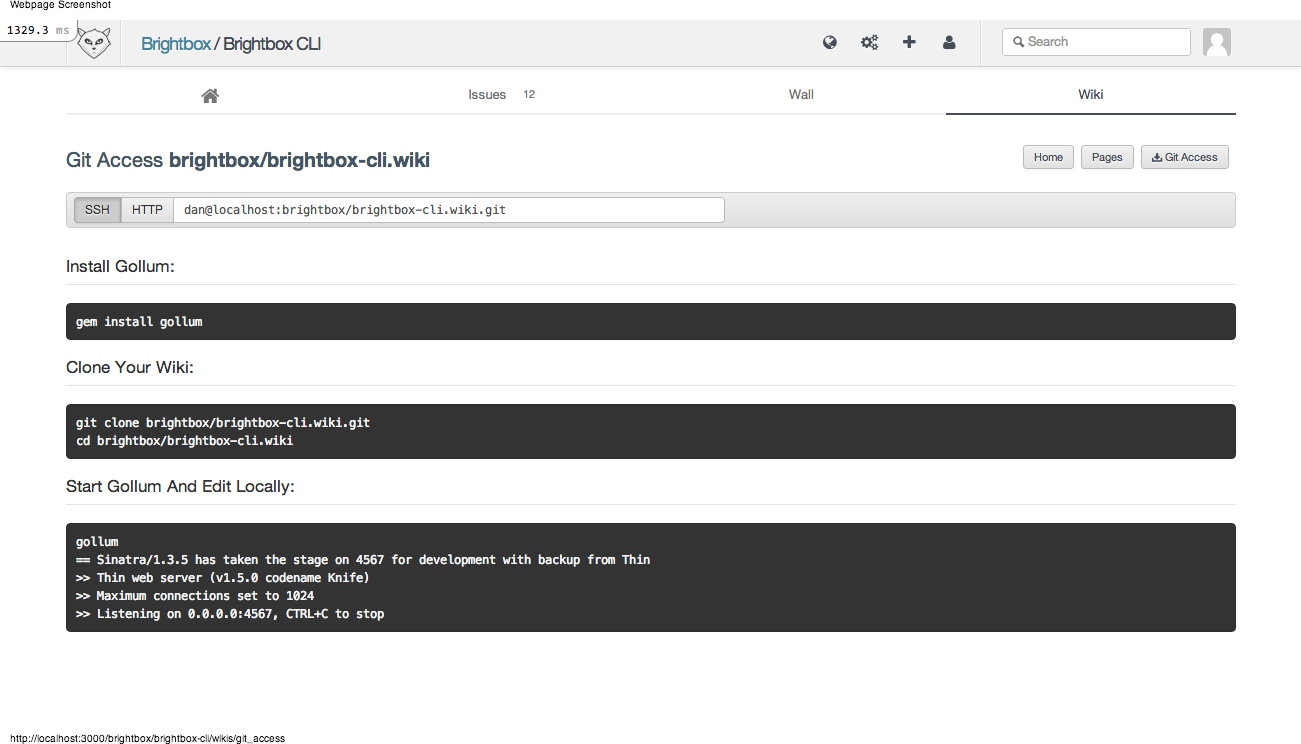 Webpage Screenshot
1329.3 ms
Brightbox / Brightbox CLI
Search
Issues 12
Wall
Wiki
Git Access brightbox/brightbox-cli.wiki
Home
Pages
Git Access
SSH
HTTP
dan@localhost:brightbox/brightbox-cli.wiki.git
Install Gollum:
gem install gollum
Clone Your Wiki:
git clone brightbox/brightbox-cli.wiki.git
cd brightbox/brightbox-cli.wiki
Start Gollum And Edit Locally:
gollum
== Sinatra/1.3.5 has taken the stage on 4567 for development with backup from Thin
>> Thin web server (v1.5.0 codename Knife)
>> Maximum connections set to 1024
>> Listening on 0.0.0.0:4567, CTRL+C to stop
http://localhost:3000/brightbox/brightbox-cli/wikis/git_access